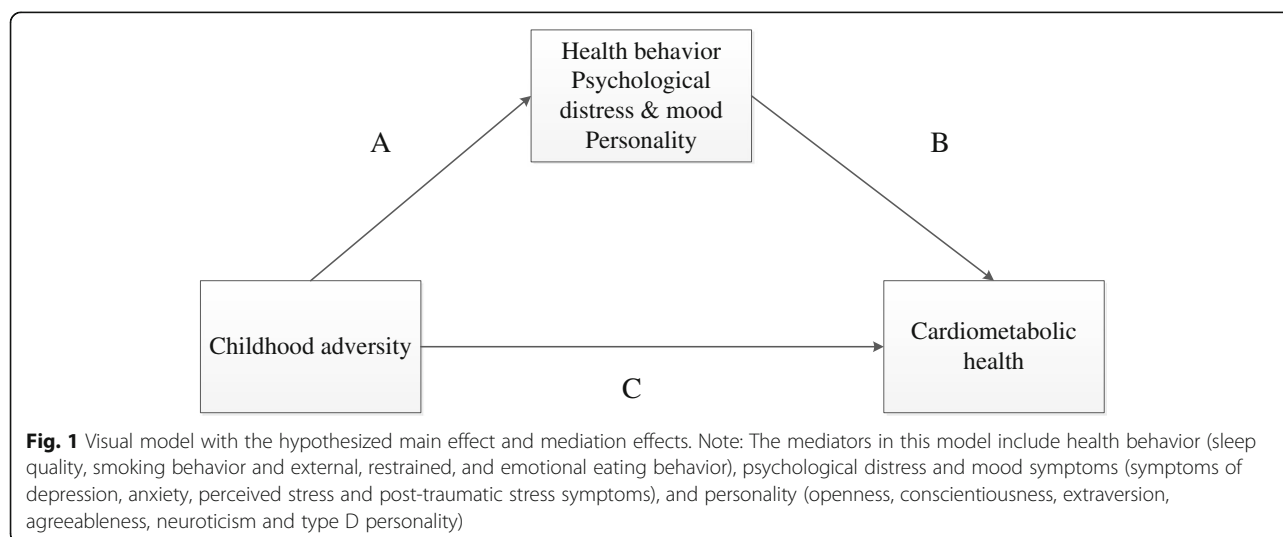 Health behavior
Psychological
distress & mood
Personality
A
B
Childhood adversity
Cardiometabolic
health
C
Fig. 1 Visual model with the hypothesized main effect and mediation effects. Note: The mediators in this model include health behavior (sleep
quality, smoking behavior and external, restrained, and emotional eating behavior), psychological distress and mood symptoms (symptoms of
depression, anxiety, perceived stress and post-traumatic stress symptoms), and personality (openness, conscientiousness, extraversion,
agreeableness, neuroticism and type D personality)